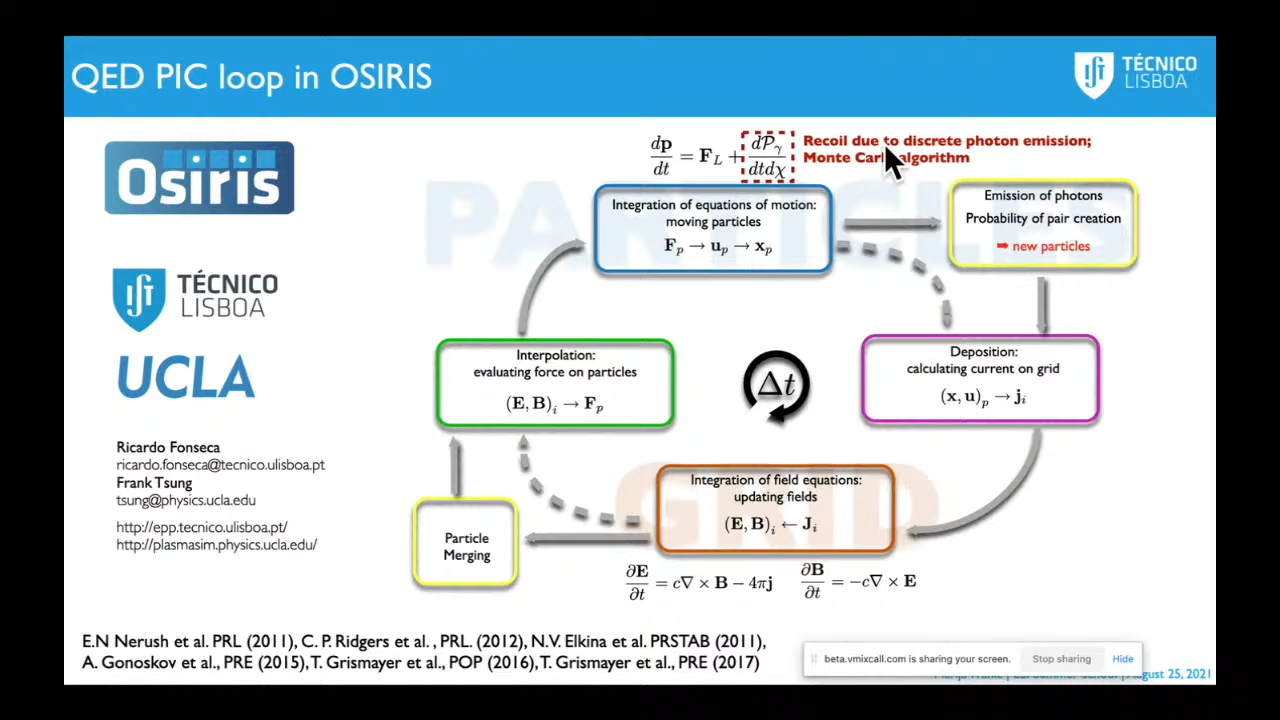 QED PIC loop in OSIRIS
TÉCNICO
LISBOA
Osiris
TÉCNICO
LISBOA
UCLA
Ricardo Fonseca
ricardo.fonseca@tecnico.ulisboa.pt
Frank Tsung
tsung@physics.ucla.edu
http://epp.tecnico.ulisboa.pt/
http://plasmasim.physics.ucla.edu/
PARTICLES
dp/dt = F_L + dP_γ/dtdχ
Recoil due to discrete photon emission;
Monte Carlo algorithm
Integration of equations of motion:
moving particles
F_p → u_p → x_p
Emission of photons
Probability of pair creation
➡ new particles
Interpolation:
evaluating force on particles
(E, B)_i → F_p
Δt
Deposition:
calculating current on grid
(x, u)_p → j_i
GRID
Integration of field equations:
updating fields
(E, B)_i ← J_i
Particle
Merging
∂E/∂t = c∇ × B − 4πj
∂B/∂t = −c∇ × E
E.N Nerush et al. PRL (2011), C. P. Ridgers et al. , PRL. (2012), N.V. Elkina et al. PRSTAB (2011),
A. Gonoskov et al., PRE (2015), T. Grismayer et al., POP (2016), T. Grismayer et al., PRE (2017)
beta.vmixcall.com is sharing your screen.
Stop sharing
Hide
August 25, 2021